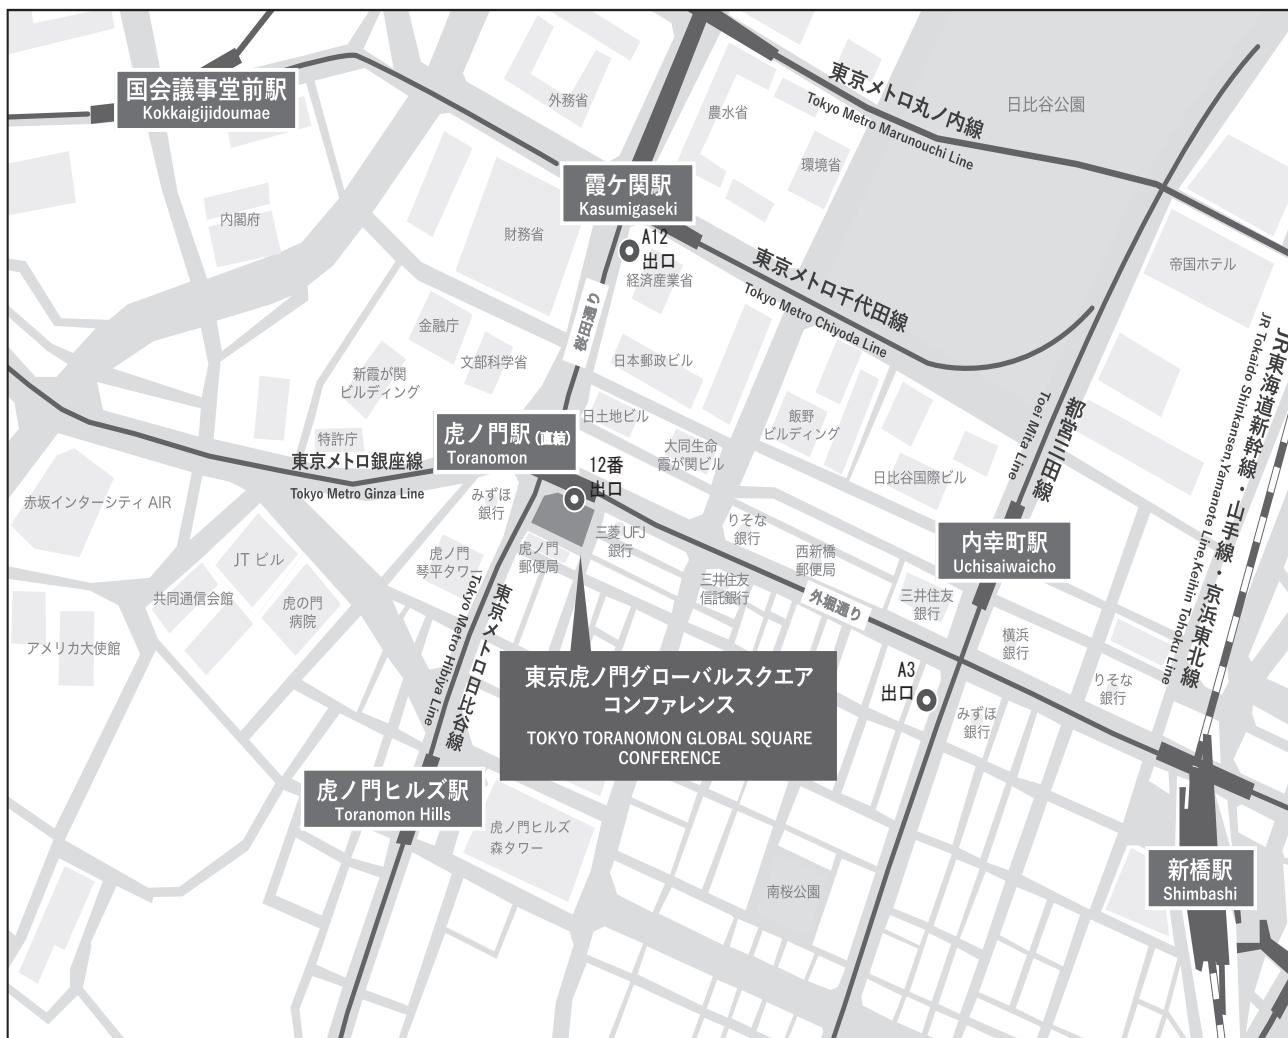 国会議事堂前駅
Kokkaigijidoumae
外務省
農水省
東京メトロ丸ノ内線
Tokyo Metro Marunouchi Line
日比谷公園
環境省
霞ケ関駅
Kasumigaseki
内閣府
財務省
A12
出口
経済産業省
東京メトロ千代田線
Tokyo Metro Chiyoda Line
帝国ホテル
桜田通り
金融庁
文部科学省
日本郵政ビル
新霞が関
ビルディング
JR東海道新幹線・山手線・京浜東北線
JR Tokaido Shinkansen,Yamanote Line,Keihin Tohoku Line
都営三田線
Toei Mita Line
特許庁
虎ノ門駅(直結)
Toranomon
日土地ビル
飯野
ビルディング
大同生命
霞が関ビル
東京メトロ銀座線
Tokyo Metro Ginza Line
12番
出口
日比谷国際ビル
赤坂インターシティ AIR
みずほ
銀行
三菱UFJ
銀行
りそな
銀行
西新橋
郵便局
内幸町駅
Uchisaiwaicho
JT ビル
虎ノ門
琴平タワー
虎ノ門
郵便局
三井住友
信託銀行
外堀通り
三井住友
銀行
共同通信会館
虎の門
病院
東京メトロ日比谷線
Tokyo Metro Hibiya Line
横浜
銀行
アメリカ大使館
東京虎ノ門グローバルスクエア
コンファレンス
TOKYO TORANOMON GLOBAL SQUARE
CONFERENCE
A3
出口
りそな
銀行
みずほ
銀行
虎ノ門ヒルズ駅
Toranomon Hills
虎ノ門ヒルズ
森タワー
南桜公園
新橋駅
Shimbashi